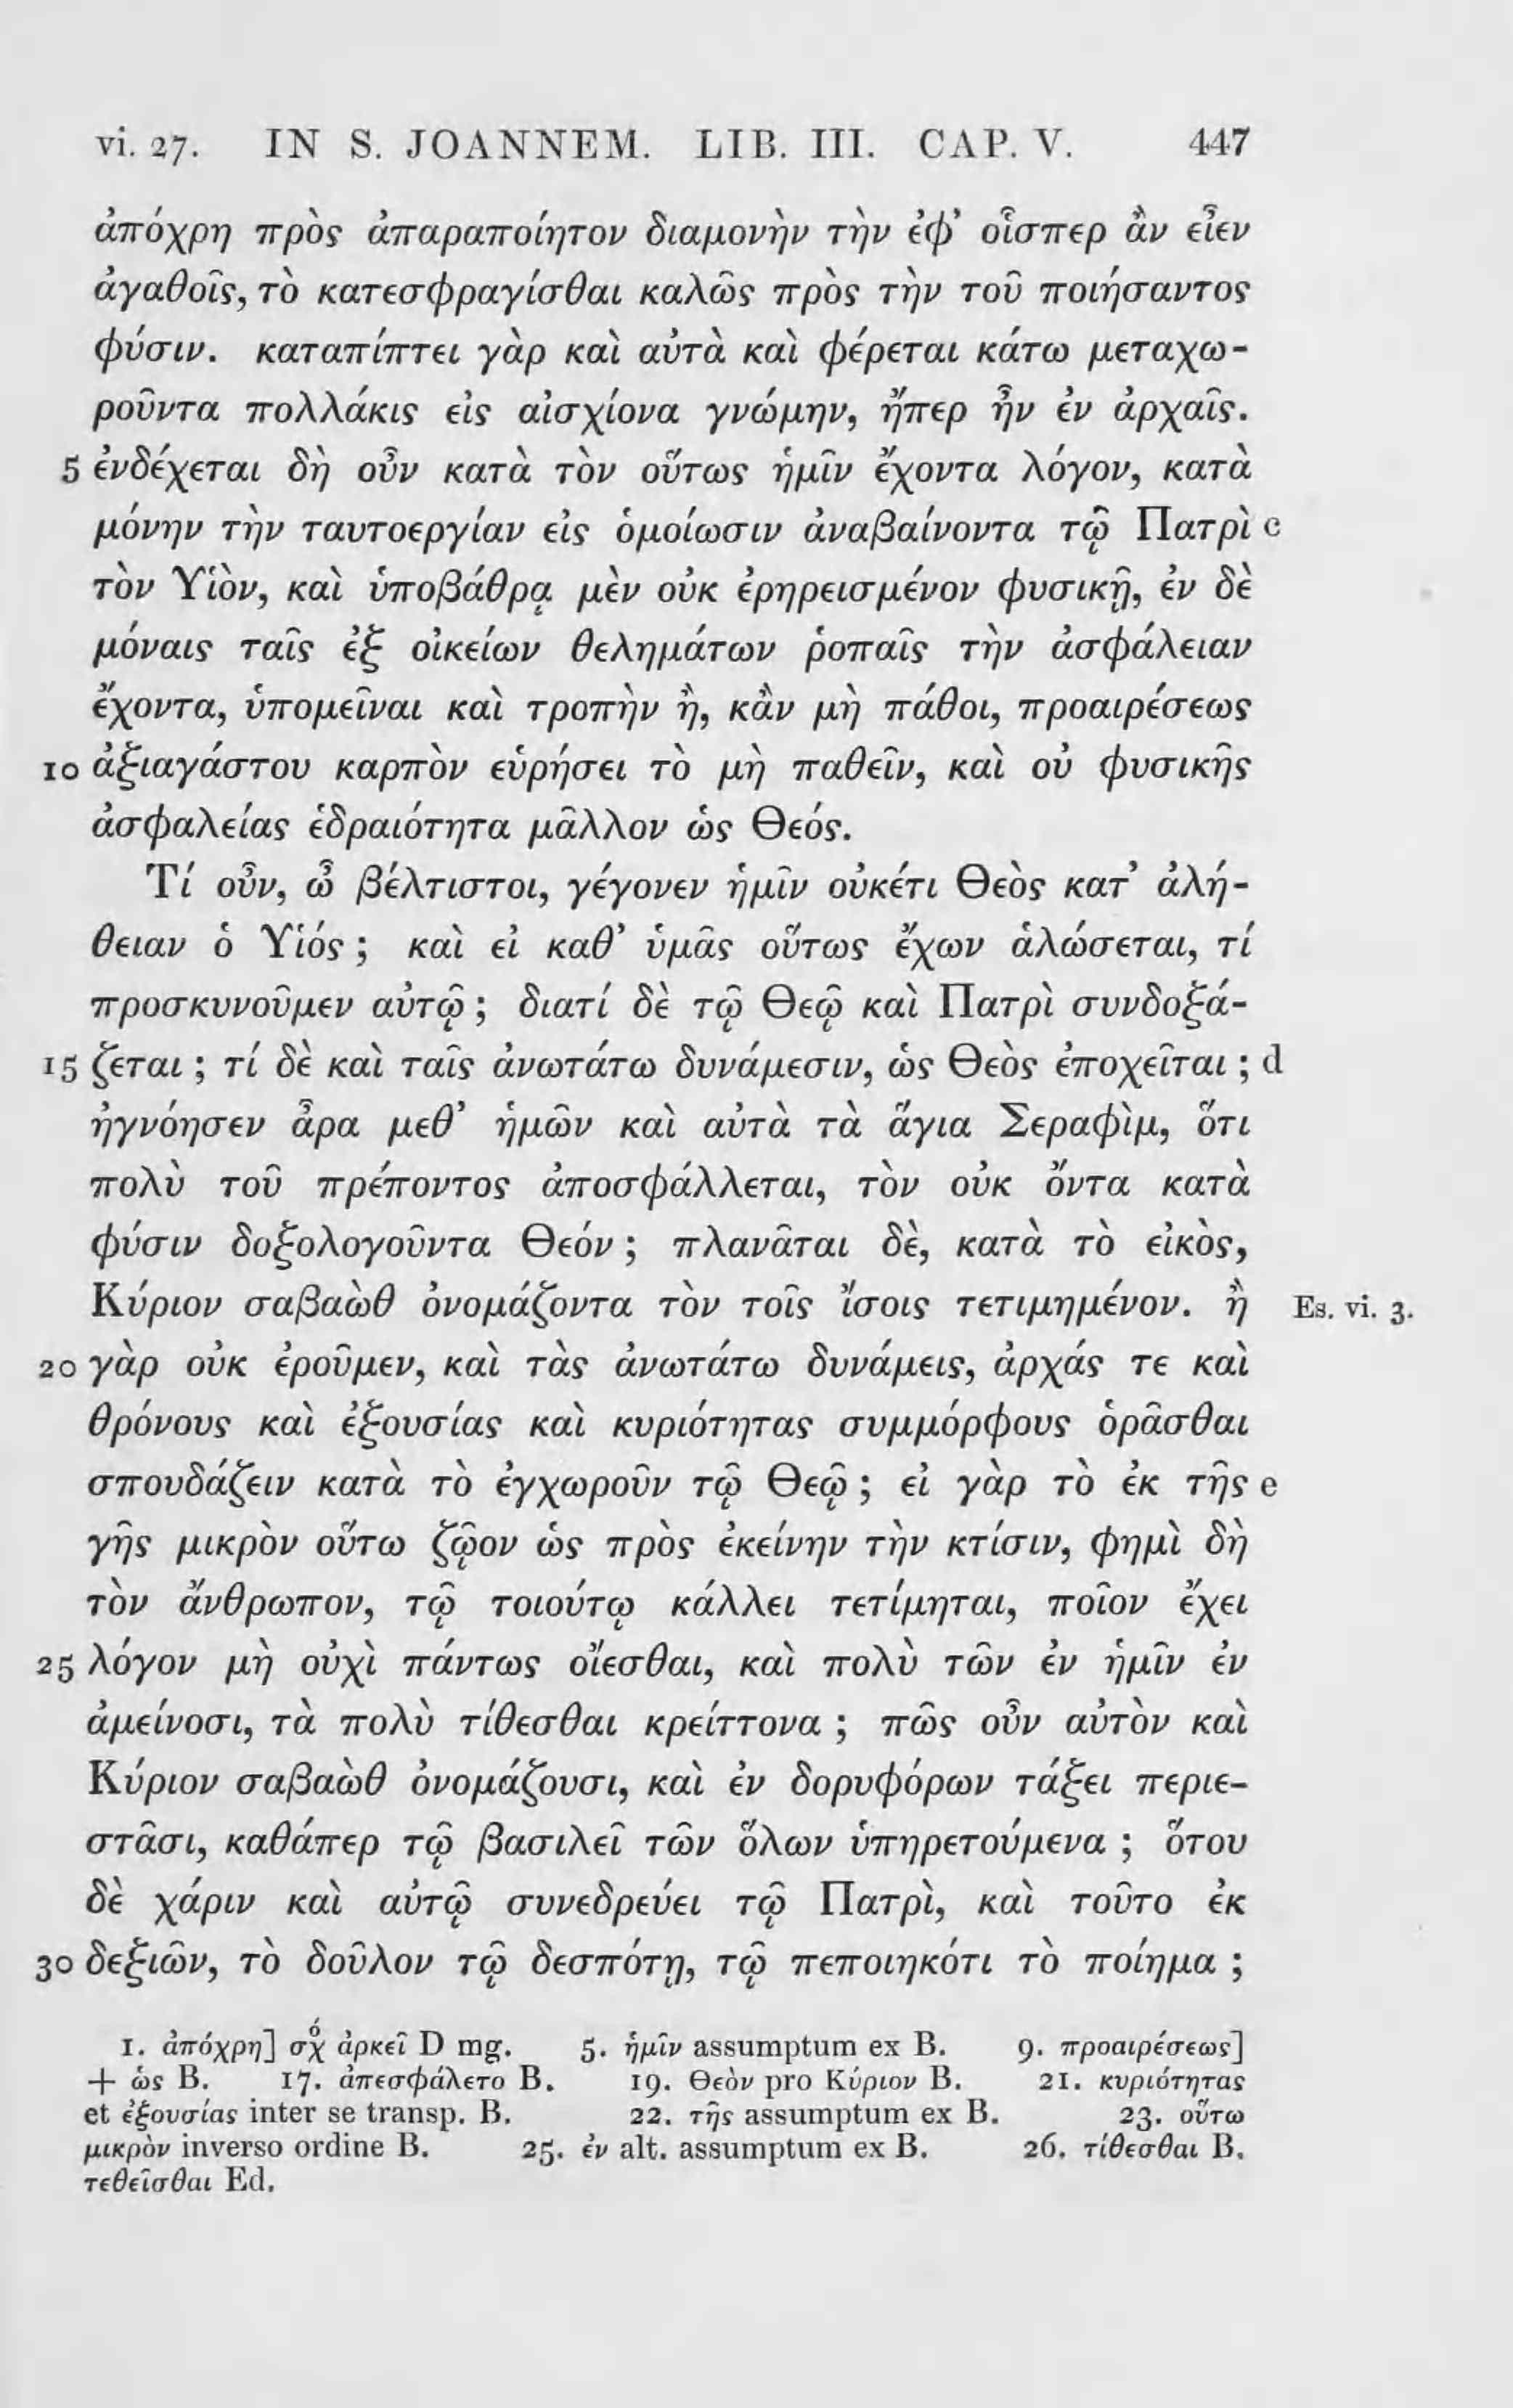 vi. 27. IN S. JOANNEM. LIB. III. CAP. V. 447
ἀπόχρη πρὸς ἀπαραποίητον διαμονὴν τὴν ἐφ’ οἷσπερ ἂν εἶεν
ἀγαθοῖς, τὸ κατεσφραγίσθαι καλῶς πρὸς τὴν τοῦ ποιήσαντος
φύσιν. καταπίπτει γὰρ καὶ αὐτὰ καὶ φέρεται κάτω μεταχω-
ροῦντα πολλάκις εἰς αἰσχίονα γνώμην, ἤπερ ἦν ἐν ἀρχαῖς.
5 ἐνδέχεται δὴ οὖν κατὰ τὸν οὕτως ἡμῖν ἔχοντα λόγον, κατὰ
μόνην τὴν ταυτοεργίαν εἰς ὁμοίωσιν ἀναβαίνοντα τῷ Πατρὶ c
τὸν Υἱὸν, καὶ ὑποβάθρᾳ μὲν οὐκ ἐρηρεισμένον φυσικῇ, ἐν δὲ
μόναις ταῖς ἐξ οἰκείων θελημάτων ῥοπαῖς τὴν ἀσφάλειαν
ἔχοντα, ὑπομεῖναι καὶ τροπὴν ἢ, κἂν μὴ πάθοι, προαιρέσεως
10 ἀξιαγάστου καρπὸν εὑρήσει τὸ μὴ παθεῖν, καὶ οὐ φυσικῆς
ἀσφαλείας ἑδραιότητα μᾶλλον ὡς Θεός.
Τί οὖν, ὦ βέλτιστοι, γέγονεν ἡμῖν οὐκέτι Θεὸς κατ’ ἀλή-
θειαν ὁ Υἱός ; καὶ εἰ καθ’ ὑμᾶς οὕτως ἔχων ἁλώσεται, τί
προσκυνοῦμεν αὐτῷ ; διατί δὲ τῷ Θεῷ καὶ Πατρὶ συνδοξά-
15 ζεται ; τί δὲ καὶ ταῖς ἀνωτάτω δυνάμεσιν, ὡς Θεὸς ἐποχεῖται ; d
ἠγνόησεν ἆρα μεθ’ ἡμῶν καὶ αὐτὰ τὰ ἅγια Σεραφὶμ, ὅτι
πολὺ τοῦ πρέποντος ἀποσφάλλεται, τὸν οὐκ ὄντα κατὰ
φύσιν δοξολογοῦντα Θεόν ; πλανᾶται δὲ, κατὰ τὸ εἰκὸς,
Κύριον σαβαὼθ ὀνομάζοντα τὸν τοῖς ἴσοις τετιμημένον. ἢ Es. vi. 3.
20 γὰρ οὐκ ἐροῦμεν, καὶ τὰς ἀνωτάτω δυνάμεις, ἀρχάς τε καὶ
θρόνους καὶ ἐξουσίας καὶ κυριότητας συμμόρφους ὁρᾶσθαι
σπουδάζειν κατὰ τὸ ἐγχωροῦν τῷ Θεῷ ; εἰ γὰρ τὸ ἐκ τῆς e
γῆς μικρὸν οὕτω ζῷον ὡς πρὸς ἐκείνην τὴν κτίσιν, φημὶ δὴ
τὸν ἄνθρωπον, τῷ τοιούτῳ κάλλει τετίμηται, ποῖον ἔχει
25 λόγον μὴ οὐχὶ πάντως οἴεσθαι, καὶ πολὺ τῶν ἐν ἡμῖν ἐν
ἀμείνοσι, τὰ πολὺ τίθεσθαι κρείττονα ; πῶς οὖν αὐτὸν καὶ
Κύριον σαβαὼθ ὀνομάζουσι, καὶ ἐν δορυφόρων τάξει περιε-
στᾶσι, καθάπερ τῷ βασιλεῖ τῶν ὅλων ὑπηρετούμενα ; ὅτου
δὲ χάριν καὶ αὐτῷ συνεδρεύει τῷ Πατρὶ, καὶ τοῦτο ἐκ
30 δεξιῶν, τὸ δοῦλον τῷ δεσπότῃ, τῷ πεποιηκότι τὸ ποίημα ;
1. ἀπόχρη] σχό ἀρκεῖ D mg. 5. ἡμῖν assumptum ex B. 9. προαιρέσεως]
+ ὡς B. 17. ἀπεσφάλετο B. 19. Θεὸν pro Κύριον B. 21. κυριότητας
et ἐξουσίας inter se transp. B. 22. τῆς assumptum ex B. 23. οὕτω
μικρὸν inverso ordine B. 25. ἐν alt. assumptum ex B. 26. τίθεσθαι B.
τεθεῖσθαι Ed.